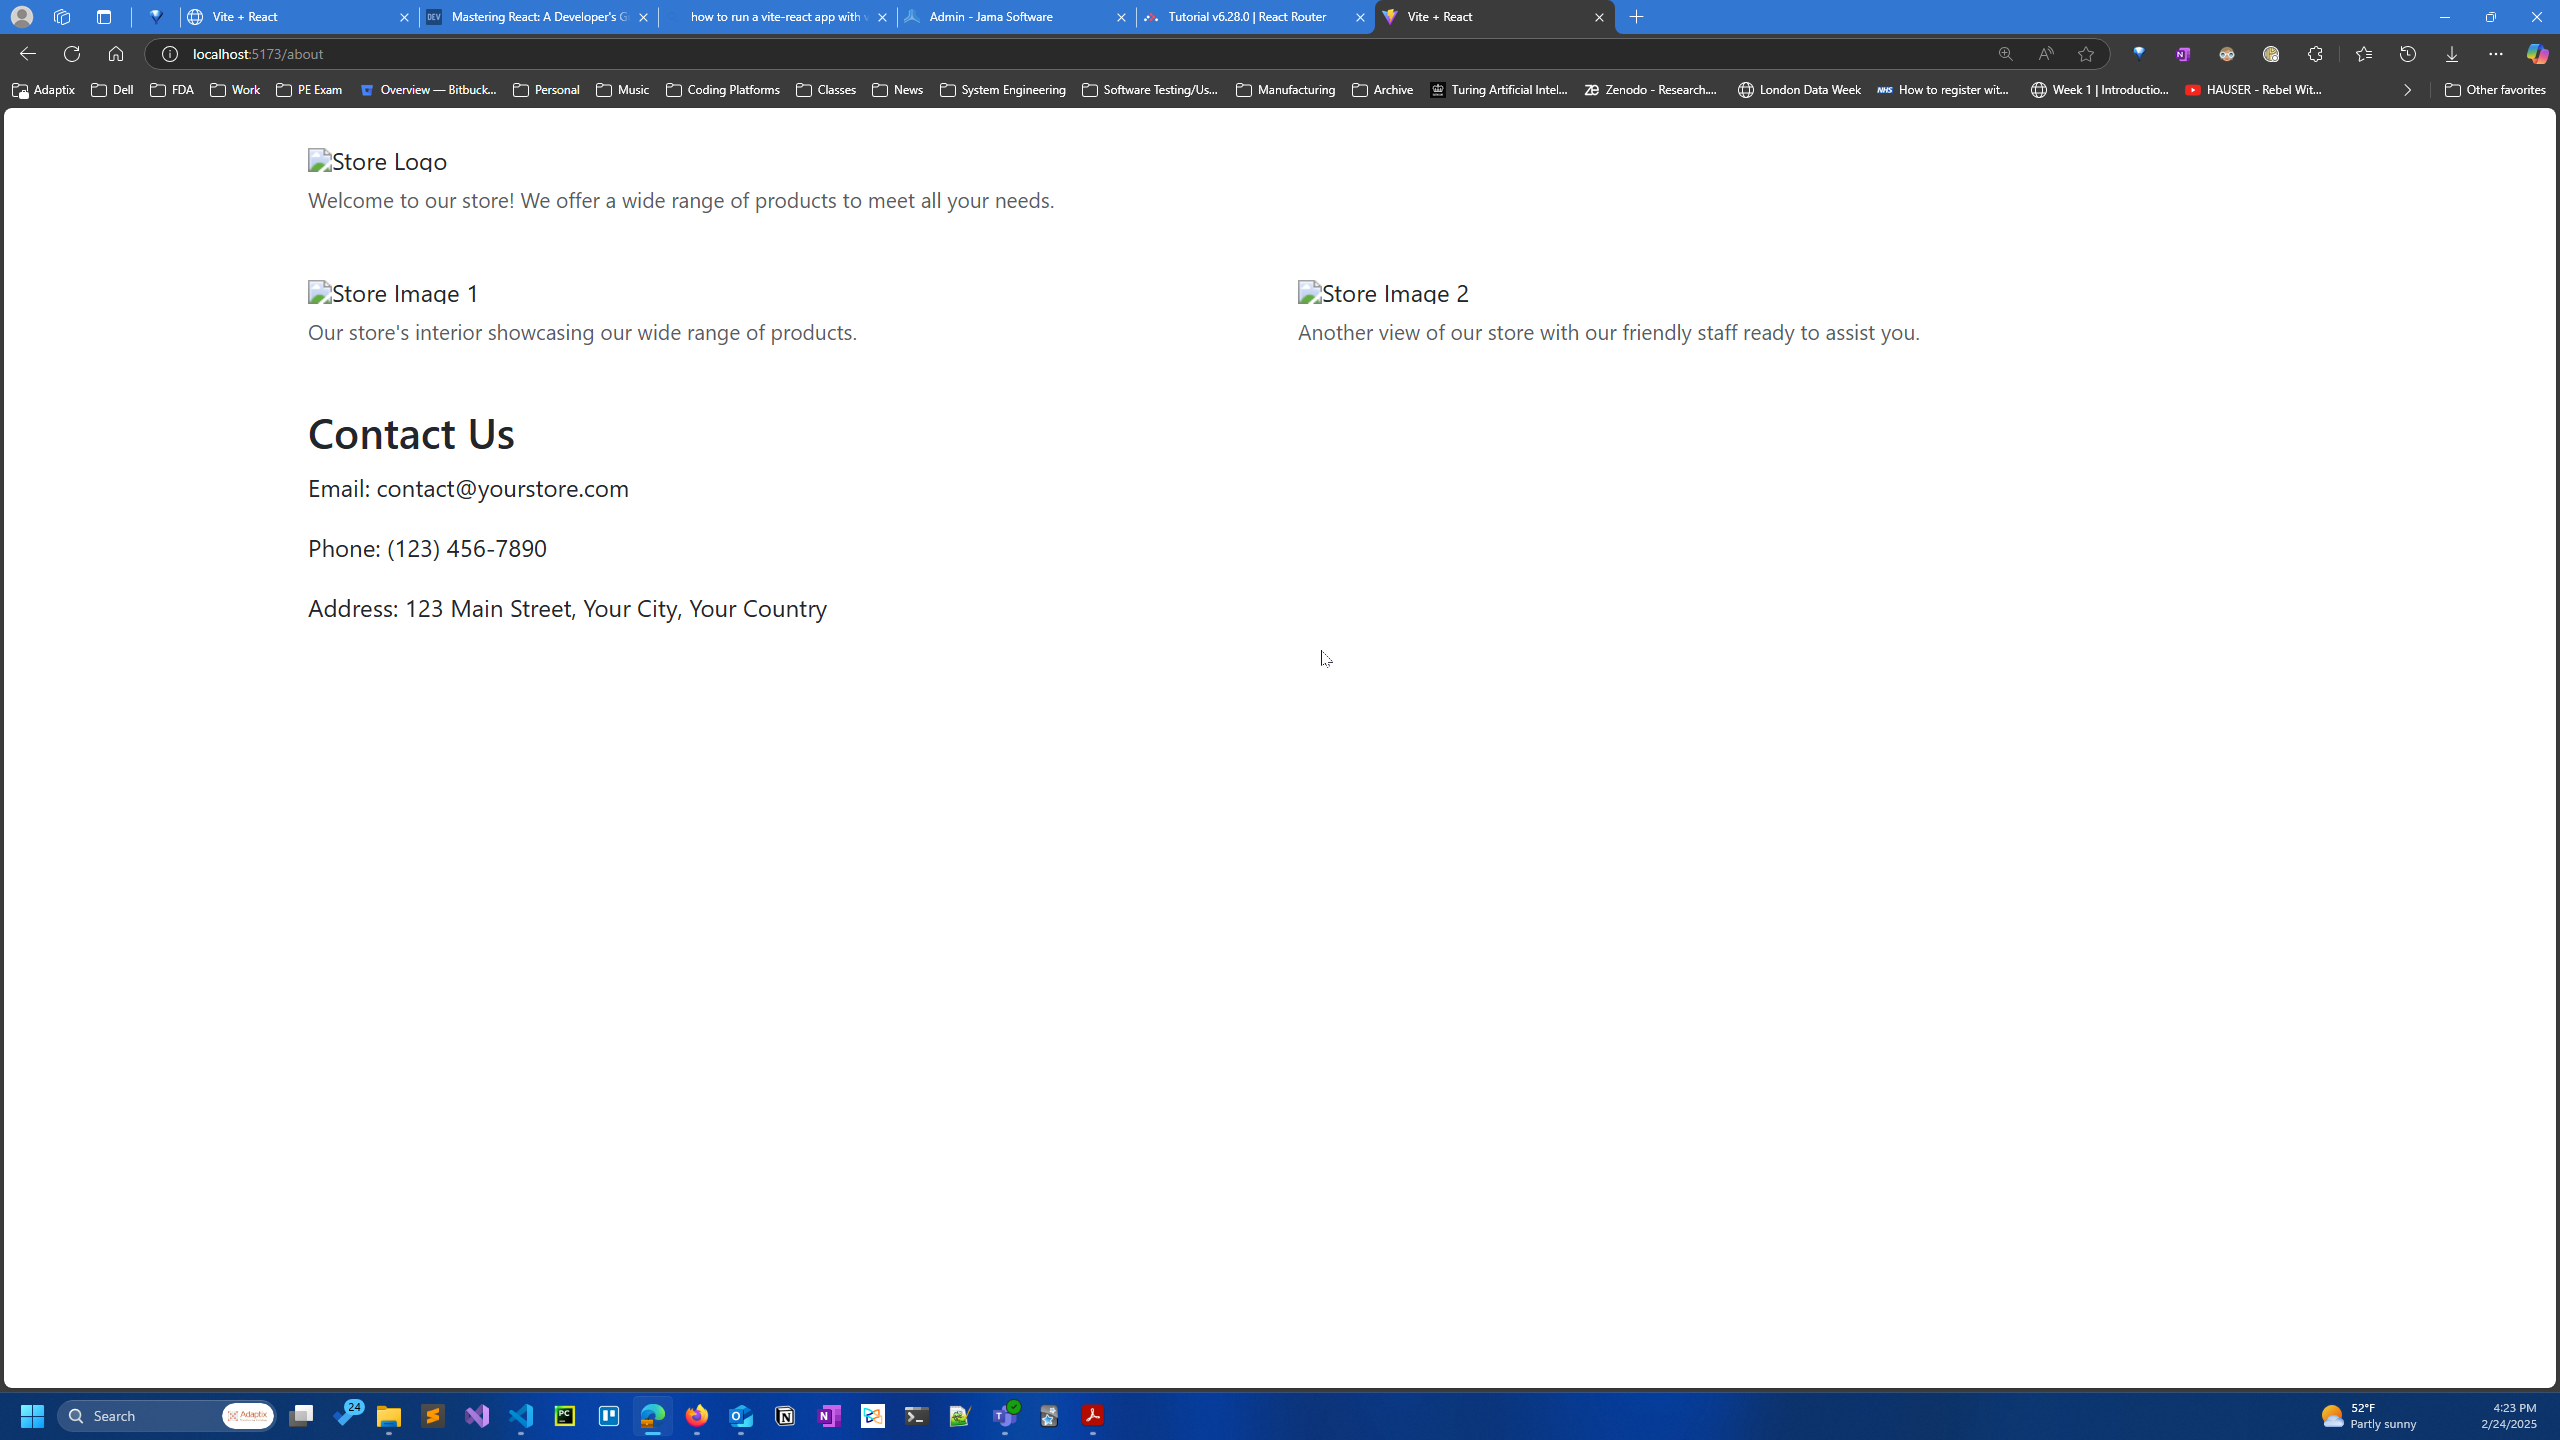 Vite + React
Mastering React: A Developer's G
how to run a vite-react app with v
Admin - Jama Software
Tutorial v6.28.0 | React Router
Vite + React
localhost:5173/about
Adaptix
Dell
FDA
Work
PE Exam
Overview — Bitbuck...
Personal
Music
Coding Platforms
Classes
News
System Engineering
Software Testing/Us...
Manufacturing
Archive
Turing Artificial Intel...
Zenodo - Research....
London Data Week
How to register wit...
Week 1 | Introductio...
HAUSER - Rebel Wit...
Other favorites
Store Logo
Welcome to our store! We offer a wide range of products to meet all your needs.
Store Image 1
Store Image 2
Our store's interior showcasing our wide range of products.
Another view of our store with our friendly staff ready to assist you.
Contact Us
Email: contact@yourstore.com
Phone: (123) 456-7890
Address: 123 Main Street, Your City, Your Country
Search
Adaptix
24
52°F
Partly sunny
4:23 PM
2/24/2025